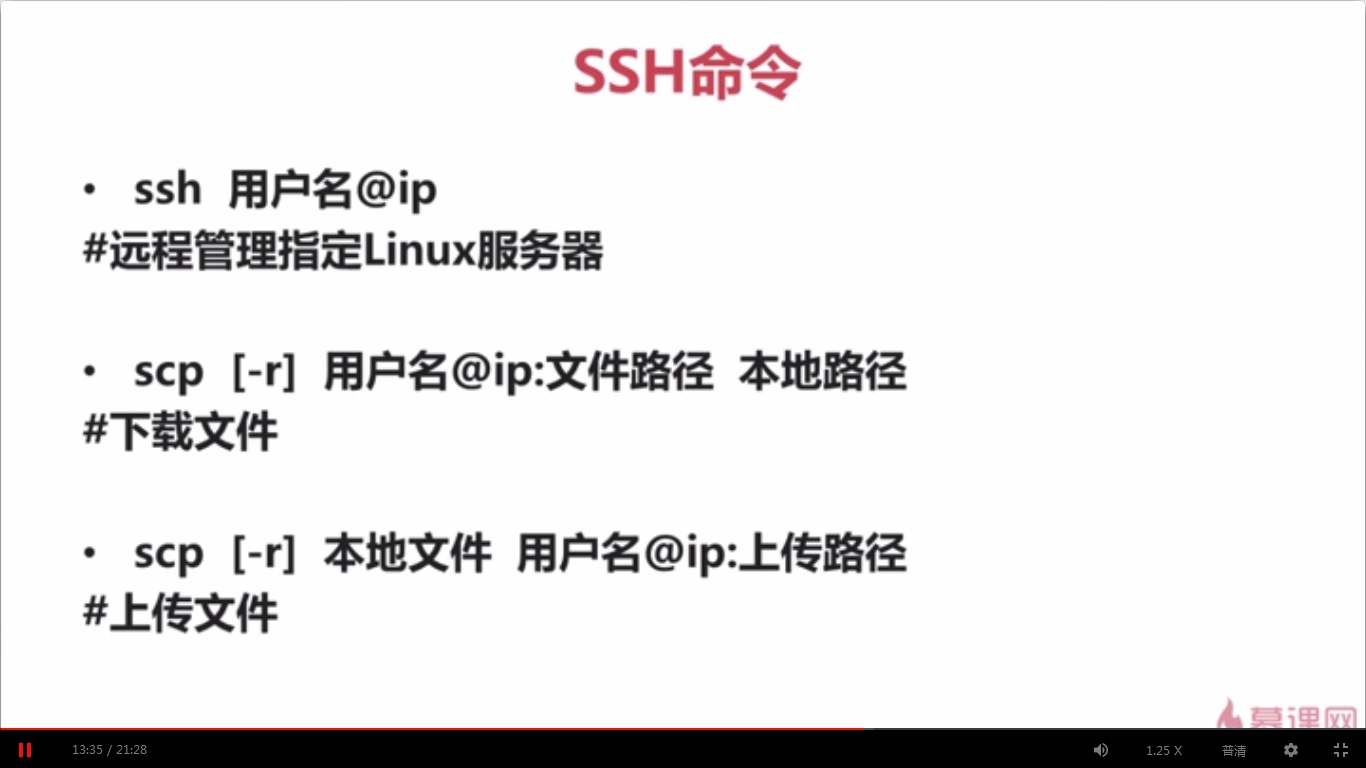 SSH命令
• ssh 用户名@ip
#远程管理指定Linux服务器
• scp [-r] 用户名@ip:文件路径 本地路径
#下载文件
• scp [-r] 本地文件 用户名@ip:上传路径
#上传文件
慕课网
13:35 / 21:28
1.25 X
普清